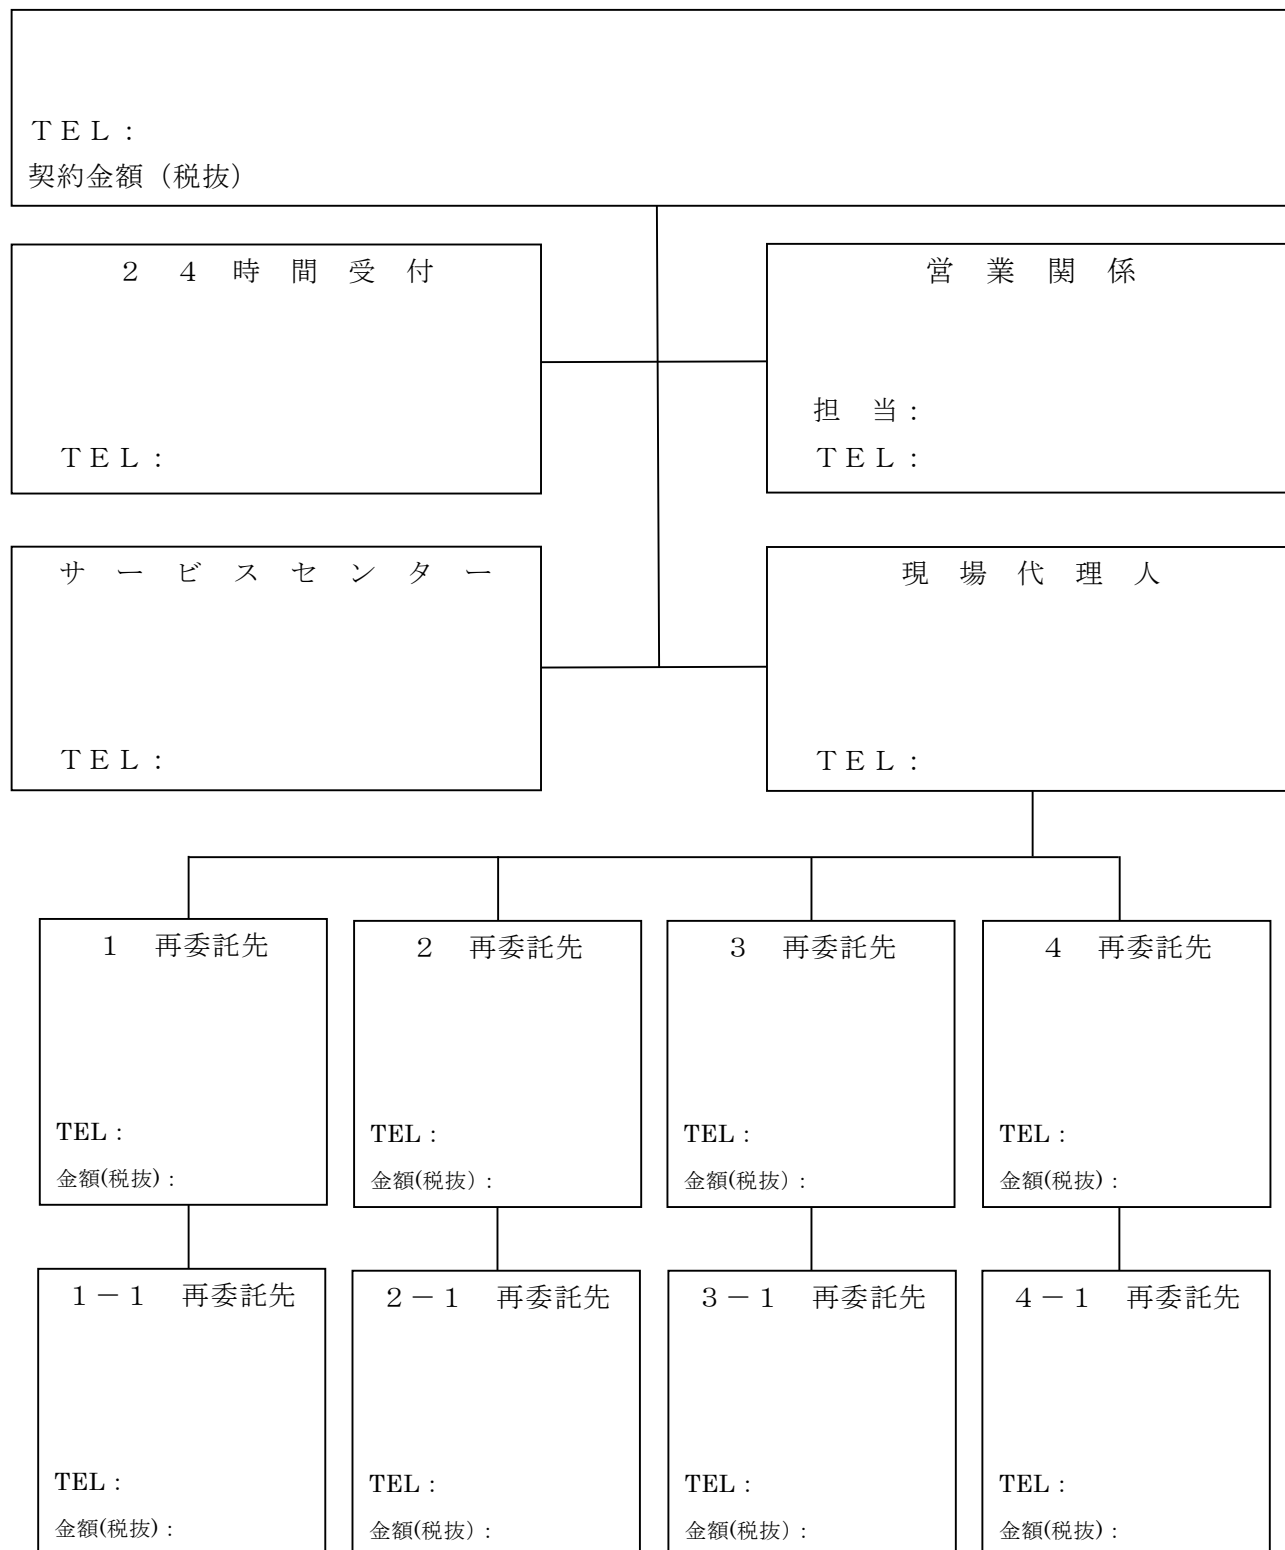 ＴＥＬ：
契約金額（税抜）
２４時間受付
ＴＥＬ：
営業関係
担　当：
ＴＥＬ：
サービスセンター
ＴＥＬ：
現場代理人
ＴＥＬ：
１　再委託先
TEL：
金額(税抜)：
２　再委託先
TEL：
金額(税抜）：
３　再委託先
TEL：
金額(税抜）：
４　再委託先
TEL：
金額(税抜)：
１－１　再委託先
TEL：
金額(税抜)：
２－１　再委託先
TEL：
金額(税抜）：
３－１　再委託先
TEL：
金額(税抜）：
４－１　再委託先
TEL：
金額(税抜)：